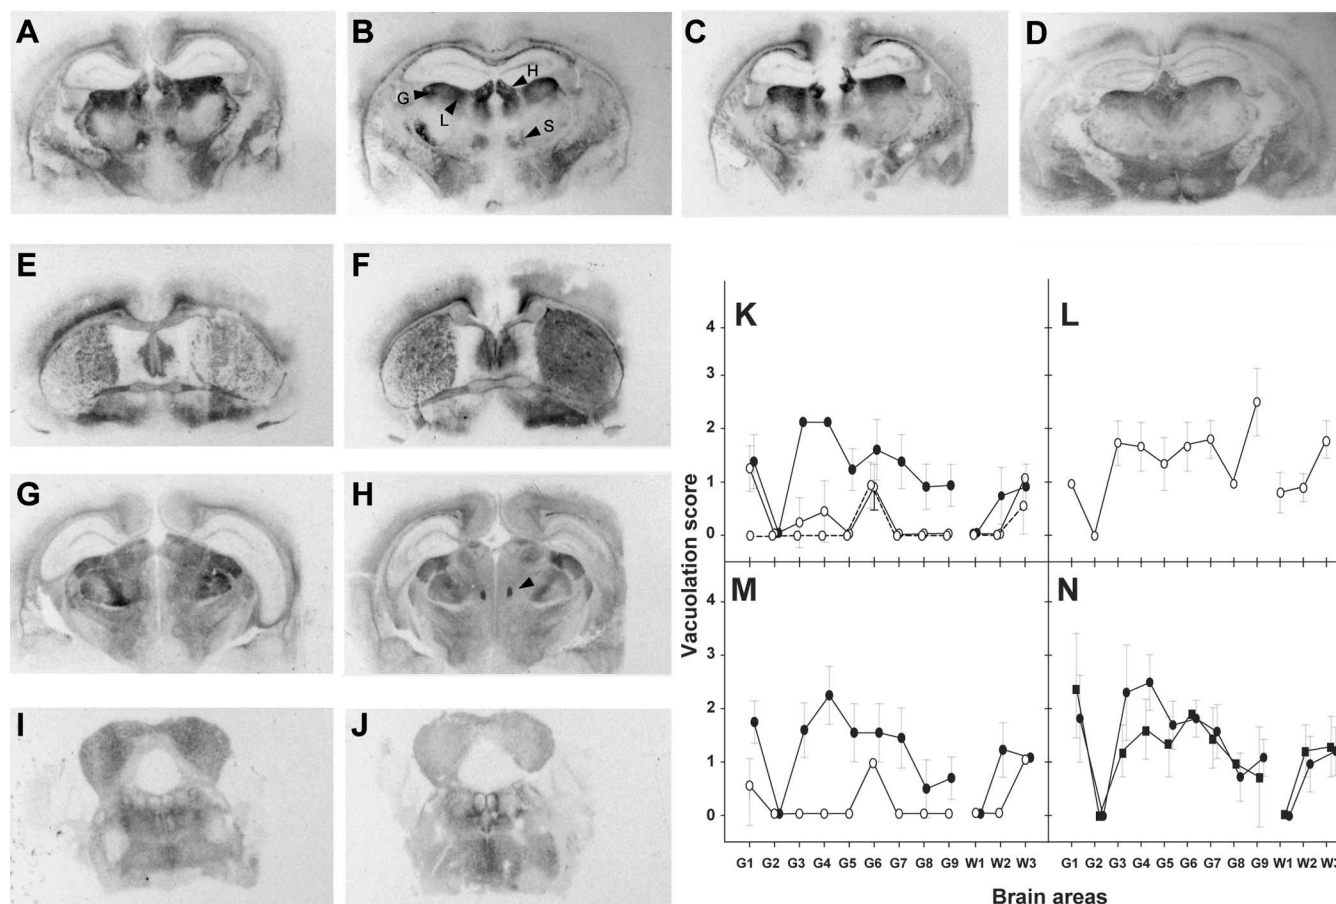 A B C D
G L H S
E F
G H
I J
K L
4
3
2
1
0
M N
4
3
2
1
0
Vacuolation score
G1 G2 G3 G4 G5 G6 G7 G8 G9 W1 W2 W3 G1 G2 G3 G4 G5 G6 G7 G8 G9 W1 W2 W3
Brain areas